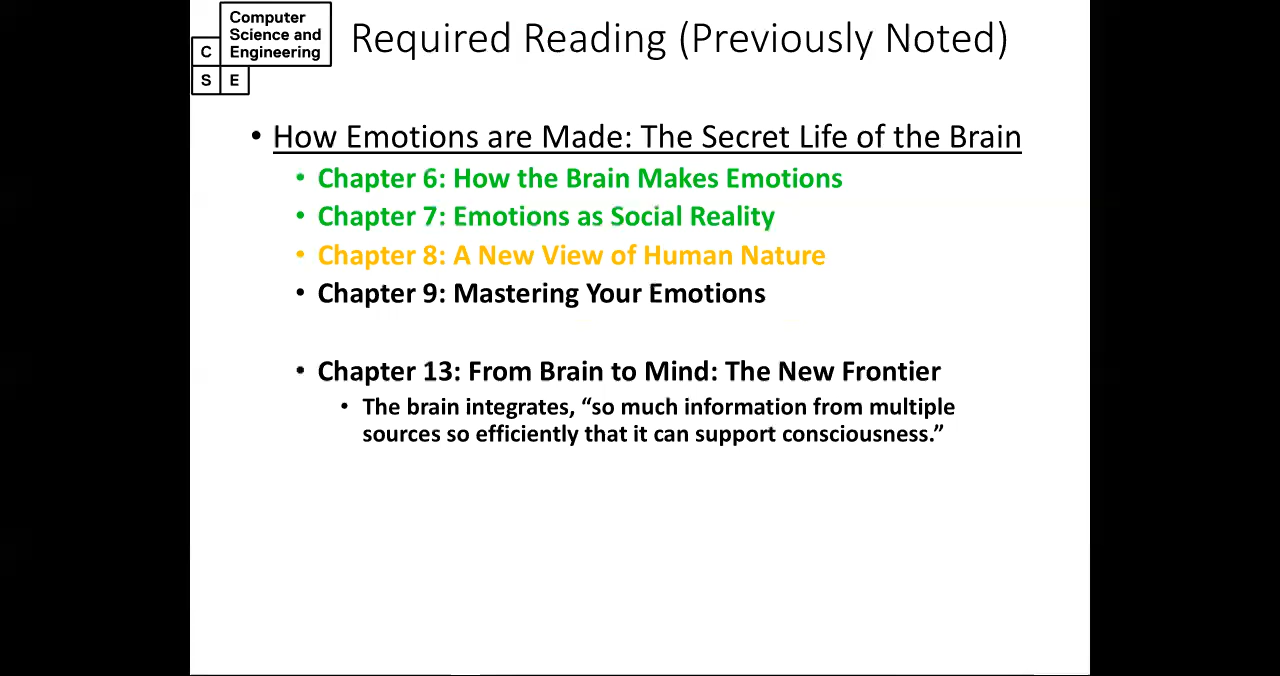 Computer
Science and
Engineering
C
S E
Required Reading (Previously Noted)
• How Emotions are Made: The Secret Life of the Brain
• Chapter 6: How the Brain Makes Emotions
• Chapter 7: Emotions as Social Reality
• Chapter 8: A New View of Human Nature
• Chapter 9: Mastering Your Emotions
• Chapter 13: From Brain to Mind: The New Frontier
• The brain integrates, “so much information from multiple
sources so efficiently that it can support consciousness.”